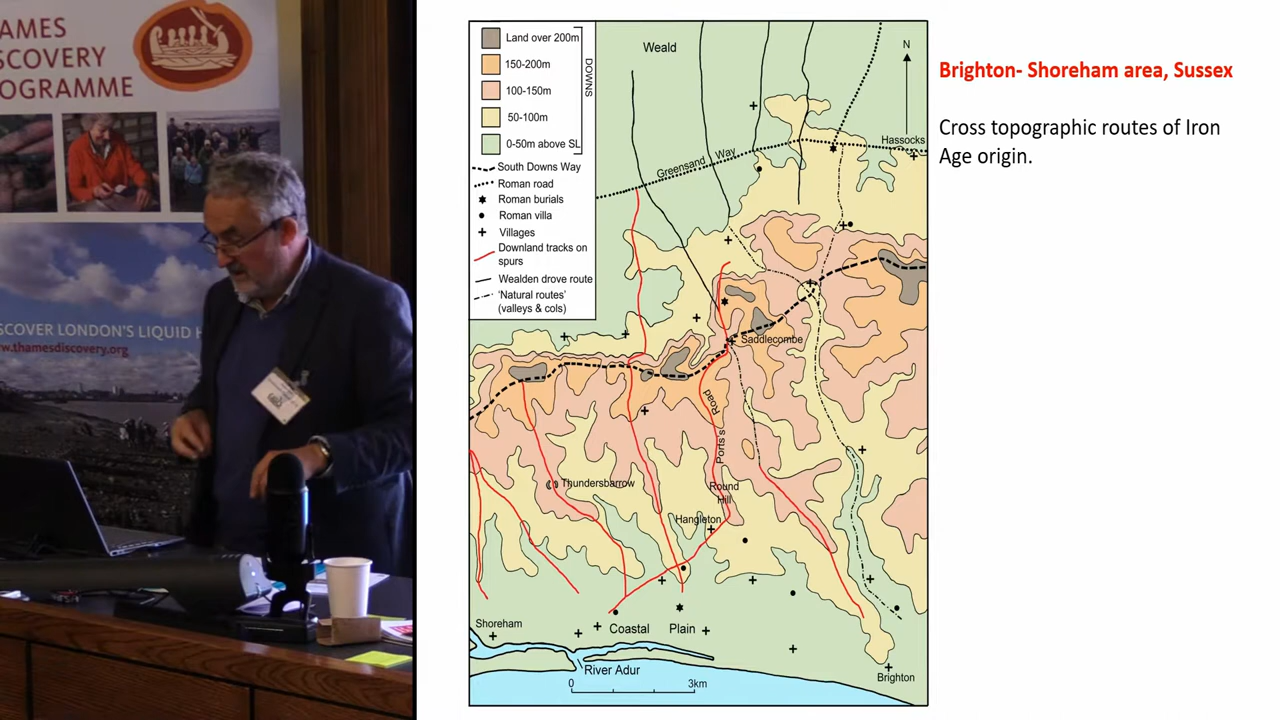 AMES
SCOVERY
OGRAMME
SCOVER LONDON'S LIQUID H
w.thamesdiscovery.org
Land over 200m
150-200m
100-150m
50-100m
0-50m above SL
DOWNS
South Downs Way
Roman road
Roman burials
Roman villa
Villages
Downland tracks on
spurs
Wealden drove route
'Natural routes'
(valleys & cols)
Weald
N
Hassocks
Greensand Way
Saddlecombe
Ports's Road
Thundersbarrow
Round
Hill
Hangleton
Shoreham
Coastal Plain
River Adur
Brighton
0 3km
Brighton- Shoreham area, Sussex
Cross topographic routes of Iron
Age origin.